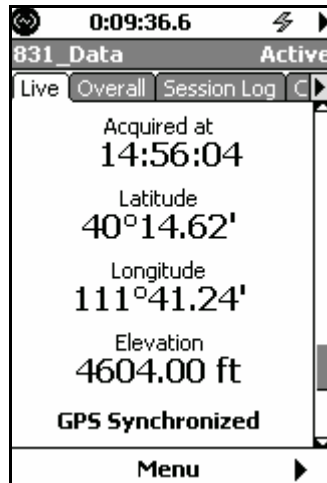 0:09:36.6
831_Data Active
Live Overall Session Log C
Acquired at
14:56:04
Latitude
40°14.62'
Longitude
111°41.24'
Elevation
4604.00 ft
GPS Synchronized
Menu